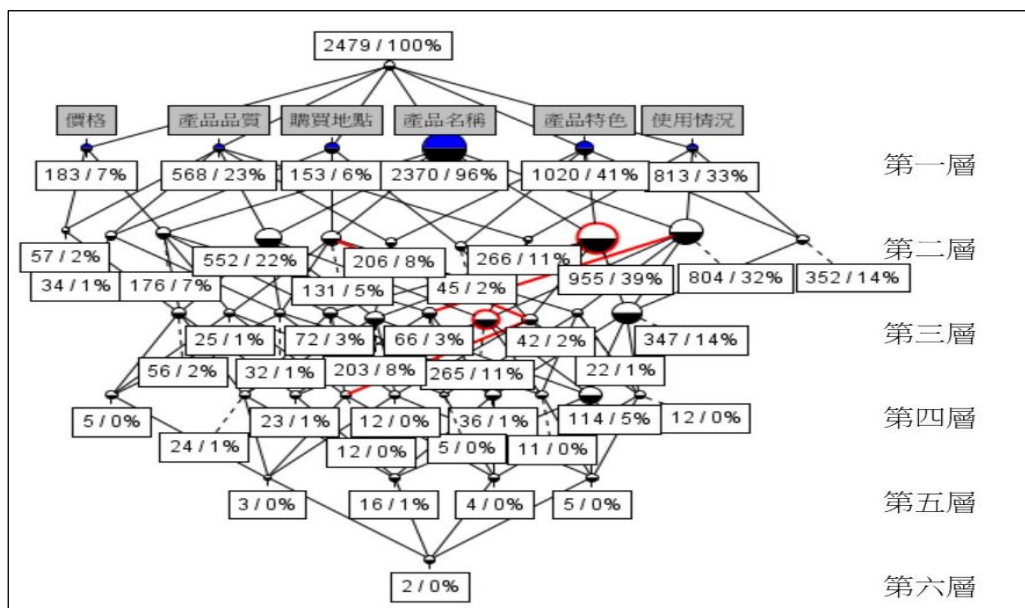 2479 / 100%
價格 產品品質 購買地點 產品名稱 產品特色 使用情況
183 / 7% 568 / 23% 153 / 6% 2370 / 96% 1020 / 41% 813 / 33% 第一層
57 / 2% 552 / 22% 206 / 8% 266 / 11% 955 / 39% 804 / 32% 352 / 14% 第二層
34 / 1% 176 / 7% 131 / 5% 45 / 2%
25 / 1% 72 / 3% 66 / 3% 42 / 2% 347 / 14% 第三層
56 / 2% 32 / 1% 203 / 8% 265 / 11% 22 / 1%
5 / 0% 23 / 1% 12 / 0% 36 / 1% 114 / 5% 12 / 0% 第四層
24 / 1% 12 / 0% 5 / 0% 11 / 0%
3 / 0% 16 / 1% 4 / 0% 5 / 0% 第五層
2 / 0% 第六層